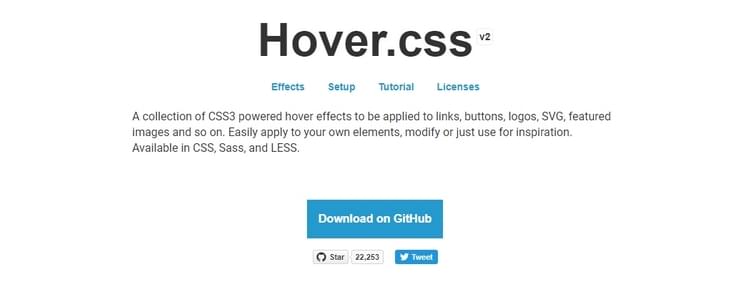 Hover.css v2
Effects Setup Tutorial Licenses
A collection of CSS3 powered hover effects to be applied to links, buttons, logos, SVG, featured
images and so on. Easily apply to your own elements, modify or just use for inspiration.
Available in CSS, Sass, and LESS.
Download on GitHub
Star 22,253 Tweet